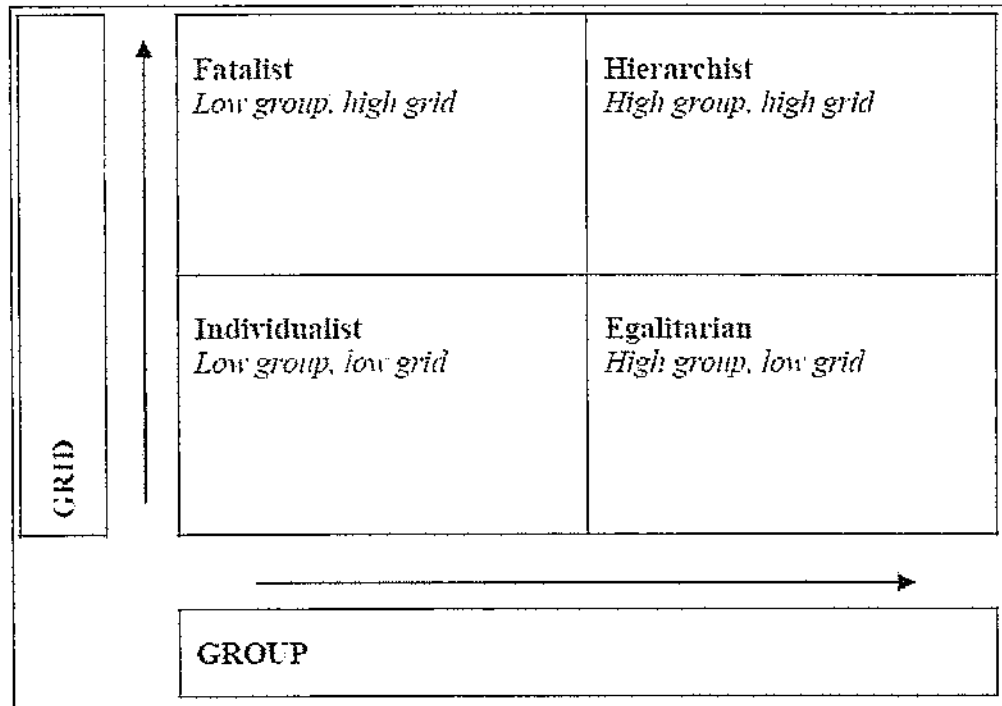 Fatalist
Low group, high grid
Hierarchist
High group, high grid
Individualist
Low group, low grid
Egalitarian
High group, low grid
GRID
GROUP